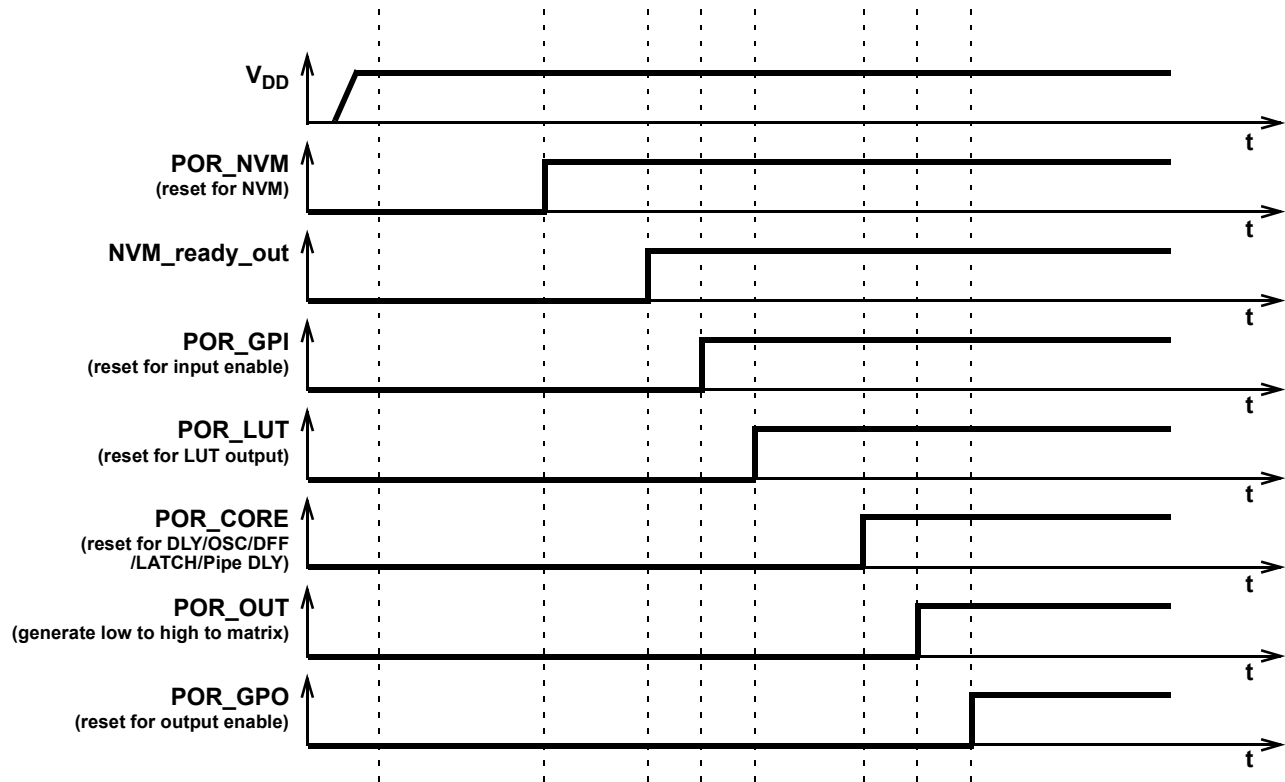 VDD
t
POR_NVM
(reset for NVM)
t
NVM_ready_out
t
POR_GPI
(reset for input enable)
t
POR_LUT
(reset for LUT output)
t
POR_CORE
(reset for DLY/OSC/DFF
/LATCH/Pipe DLY)
t
POR_OUT
(generate low to high to matrix)
t
POR_GPO
(reset for output enable)
t